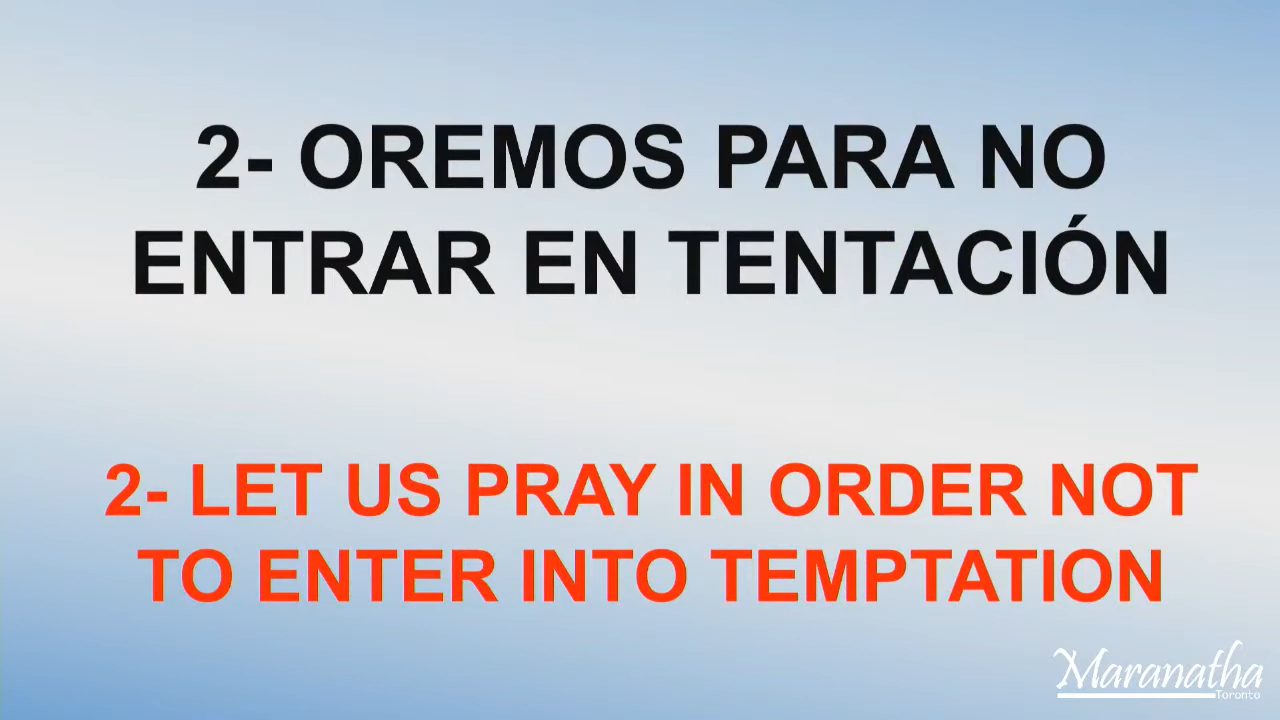 2- OREMOS PARA NO
ENTRAR EN TENTACIÓN
2- LET US PRAY IN ORDER NOT
TO ENTER INTO TEMPTATION
Maranatha
Toronto